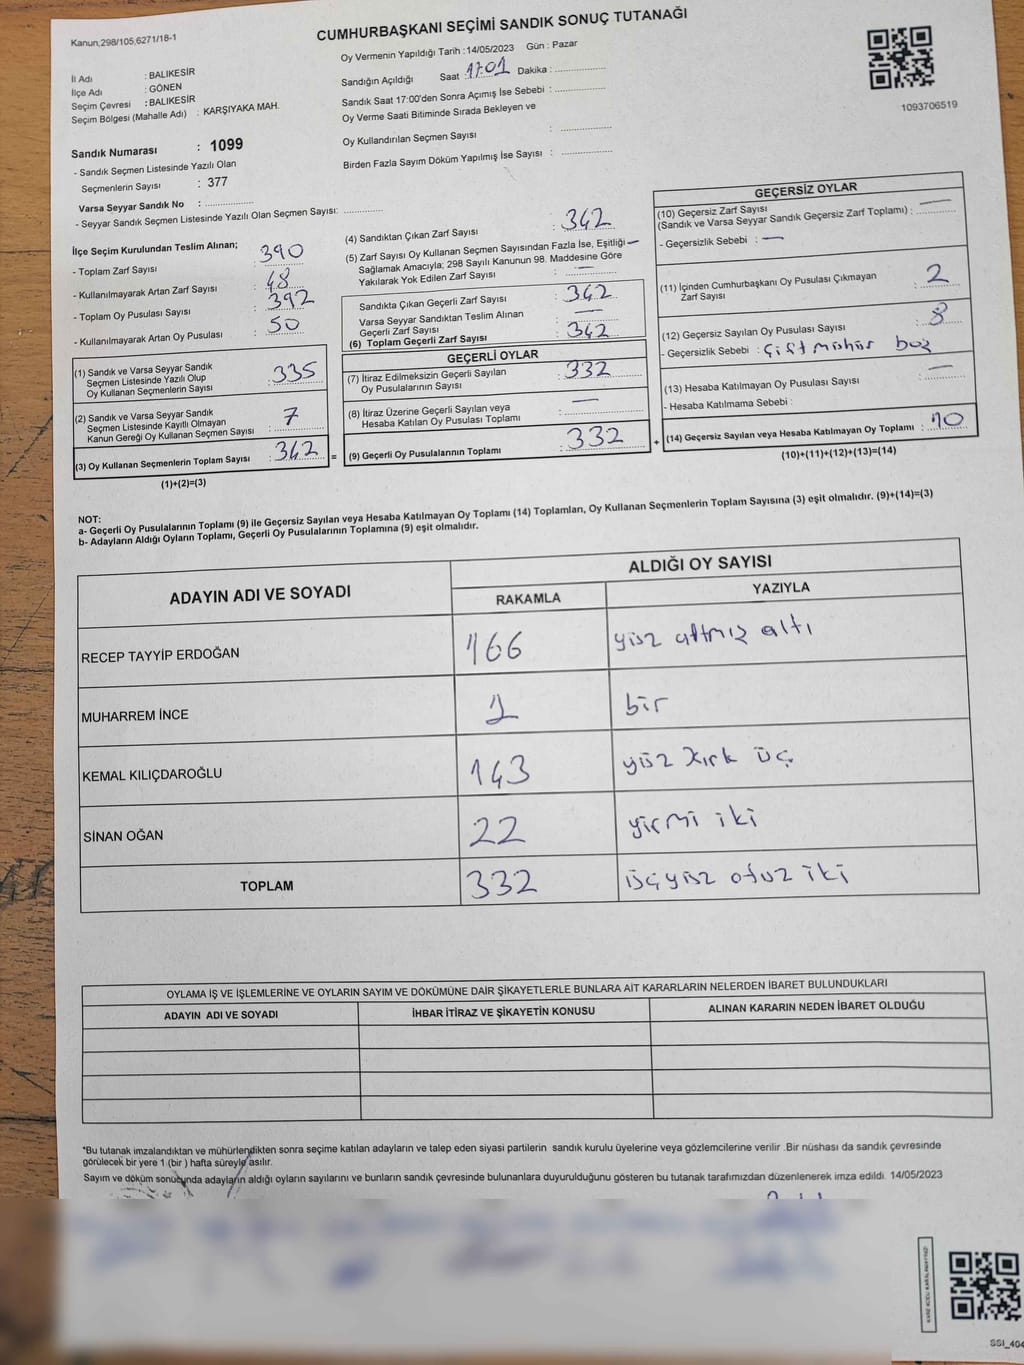 Kanun,298/105,6271/18-1
CUMHURBAŞKANI SEÇİMİ SANDIK SONUÇ TUTANAĞI
İl Adı : BALIKESİR
İlçe Adı : GÖNEN
Seçim Çevresi : BALIKESİR
Seçim Bölgesi (Mahalle Adı) : KARŞIYAKA MAH.
Sandık Numarası : 1099
- Sandık Seçmen Listesinde Yazılı Olan
Seçmenlerin Sayısı : 377
Varsa Seyyar Sandık No : ..............
- Seyyar Sandık Seçmen Listesinde Yazılı Olan Seçmen Sayısı: ..............
Oy Vermenin Yapıldığı Tarih :14/05/2023 Gün : Pazar
Sandığın Açıldığı Saat 17:01 Dakika : ..............
Sandık Saat 17:00'den Sonra Açımış İse Sebebi : ..............
Oy Verme Saati Bitiminde Sırada Bekleyen ve
Oy Kullandırılan Seçmen Sayısı : ..............
Birden Fazla Sayım Döküm Yapılmış İse Sayısı : ..............
1093706519
İlçe Seçim Kurulundan Teslim Alınan;
- Toplam Zarf Sayısı : 390
- Kullanılmayarak Artan Zarf Sayısı : 48
- Toplam Oy Pusulası Sayısı : 392
- Kullanılmayarak Artan Oy Pusulası : 50
(1) Sandık ve Varsa Seyyar Sandık
Seçmen Listesinde Yazılı Olup
Oy Kullanan Seçmenlerin Sayısı : 335
(2) Sandık ve Varsa Seyyar Sandık
Seçmen Listesinde Kayıtlı Olmayan
Kanun Gereği Oy Kullanan Seçmen Sayısı : 7
(3) Oy Kullanan Seçmenlerin Toplam Sayısı : 342 =
(1)+(2)=(3)
(4) Sandıktan Çıkan Zarf Sayısı : 342
(5) Zarf Sayısı Oy Kullanan Seçmen Sayısından Fazla İse, Eşitliği
Sağlamak Amacıyla; 298 Sayılı Kanunun 98. Maddesine Göre
Yakılarak Yok Edilen Zarf Sayısı : —
Sandıkta Çıkan Geçerli Zarf Sayısı : 342
Varsa Seyyar Sandıktan Teslim Alınan
Geçerli Zarf Sayısı : —
(6) Toplam Geçerli Zarf Sayısı : 342
GEÇERLİ OYLAR
(7) İtiraz Edilmeksizin Geçerli Sayılan
Oy Pusulalarının Sayısı : 332
(8) İtiraz Üzerine Geçerli Sayılan veya
Hesaba Katılan Oy Pusulası Toplamı : —
(9) Geçerli Oy Pusulalarının Toplamı : 332 +
GEÇERSİZ OYLAR
(10) Geçersiz Zarf Sayısı
(Sandık ve Varsa Seyyar Sandık Geçersiz Zarf Toplamı) : —
- Geçersizlik Sebebi : —
(11) İçinden Cumhurbaşkanı Oy Pusulası Çıkmayan
Zarf Sayısı : 2
(12) Geçersiz Sayılan Oy Pusulası Sayısı : 8
- Geçersizlik Sebebi : Çift mühür boş
(13) Hesaba Katılmayan Oy Pusulası Sayısı : —
- Hesaba Katılmama Sebebi :
(14) Geçersiz Sayılan veya Hesaba Katılmayan Oy Toplamı : 10
(10)+(11)+(12)+(13)=(14)
NOT:
a- Geçerli Oy Pusulalarının Toplamı (9) ile Geçersiz Sayılan veya Hesaba Katılmayan Oy Toplamı (14) Toplamları, Oy Kullanan Seçmenlerin Toplam Sayısına (3) eşit olmalıdır. (9)+(14)=(3)
b- Adayların Aldığı Oyların Toplamı, Geçerli Oy Pusulalarının Toplamına (9) eşit olmalıdır.
ADAYIN ADI VE SOYADI ALDIĞI OY SAYISI
RAKAMLA YAZIYLA
RECEP TAYYİP ERDOĞAN 166 yüz altmış altı
MUHARREM İNCE 1 bir
KEMAL KILIÇDAROĞLU 143 yüz kırk üç
SİNAN OĞAN 22 yirmi iki
TOPLAM 332 üçyüz otuz iki
OYLAMA İŞ VE İŞLEMLERİNE VE OYLARIN SAYIM VE DÖKÜMÜNE DAİR ŞİKAYETLERLE BUNLARA AİT KARARLARIN NELERDEN İBARET BULUNDUKLARI
ADAYIN ADI VE SOYADI İHBAR İTİRAZ VE ŞİKAYETİN KONUSU ALINAN KARARIN NEDEN İBARET OLDUĞU
*Bu tutanak imzalandıktan ve mühürlendikten sonra seçime katılan adayların ve talep eden siyasi partilerin sandık kurulu üyelerine veya gözlemcilerine verilir. Bir nüshası da sandık çevresinde
görülecek bir yere 1 (bir) hafta süreyle asılır.
Sayım ve döküm sonucunda adayların aldığı oyların sayılarını ve bunların sandık çevresinde bulunanlara duyurulduğunu gösteren bu tutanak tarafımızdan düzenlenerek imza edildi. 14/05/2023
SSI_404